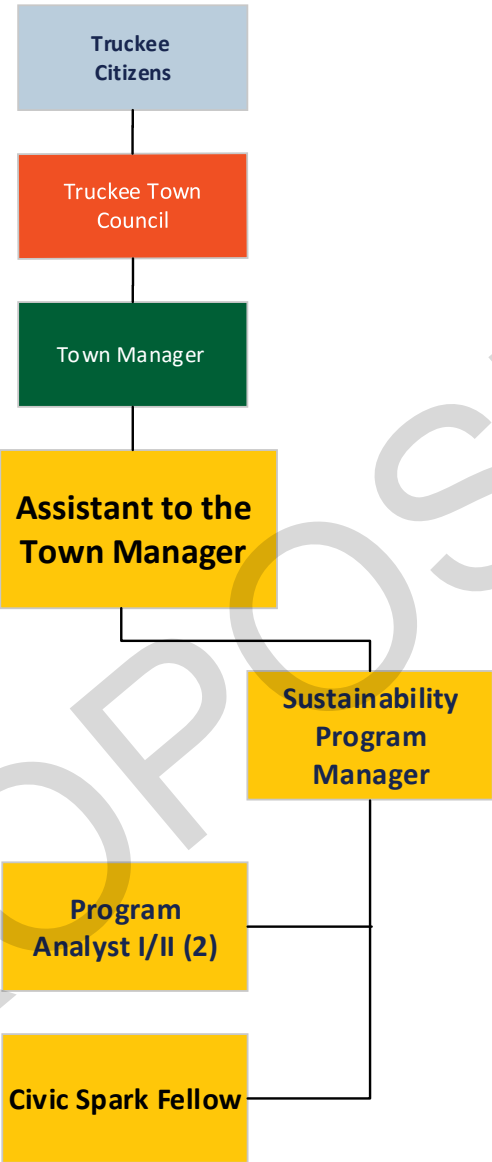 Truckee
Citizens
Truckee Town
Council
Town Manager
Assistant to the
Town Manager
Sustainability
Program
Manager
Program
Analyst I/II (2)
Civic Spark Fellow
OPOS